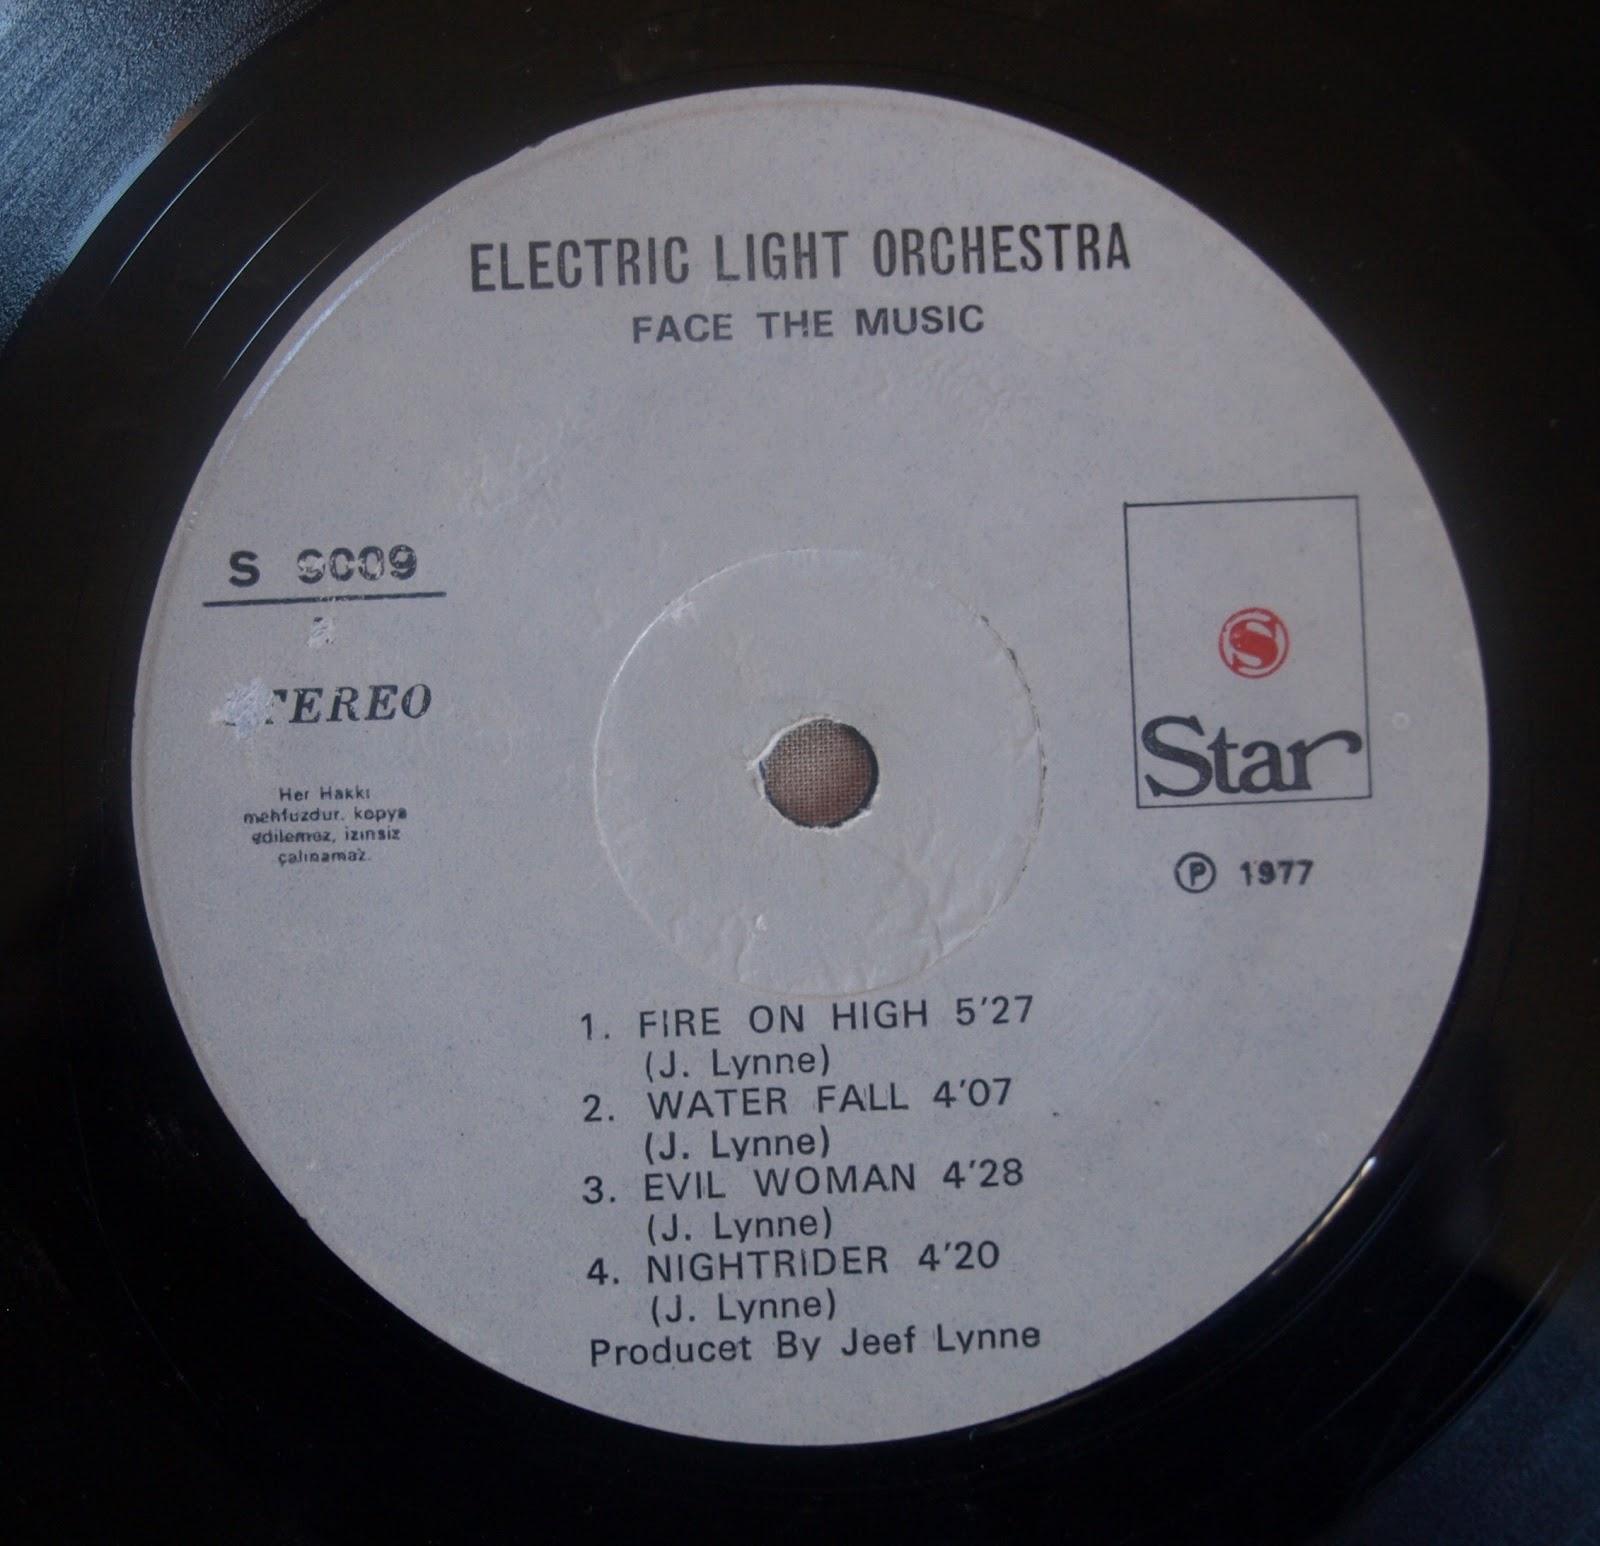 ELECTRIC LIGHT ORCHESTRA
FACE THE MUSIC
S 9009
STEREO
Her Hakkı
mehfuzdur. kopya
edilemez, izinsiz
çalınamaz.
S
Star
Ⓟ 1977
1. FIRE ON HIGH 5'27
(J. Lynne)
2. WATER FALL 4'07
(J. Lynne)
3. EVIL WOMAN 4'28
(J. Lynne)
4. NIGHTRIDER 4'20
(J. Lynne)
Producet By Jeef Lynne